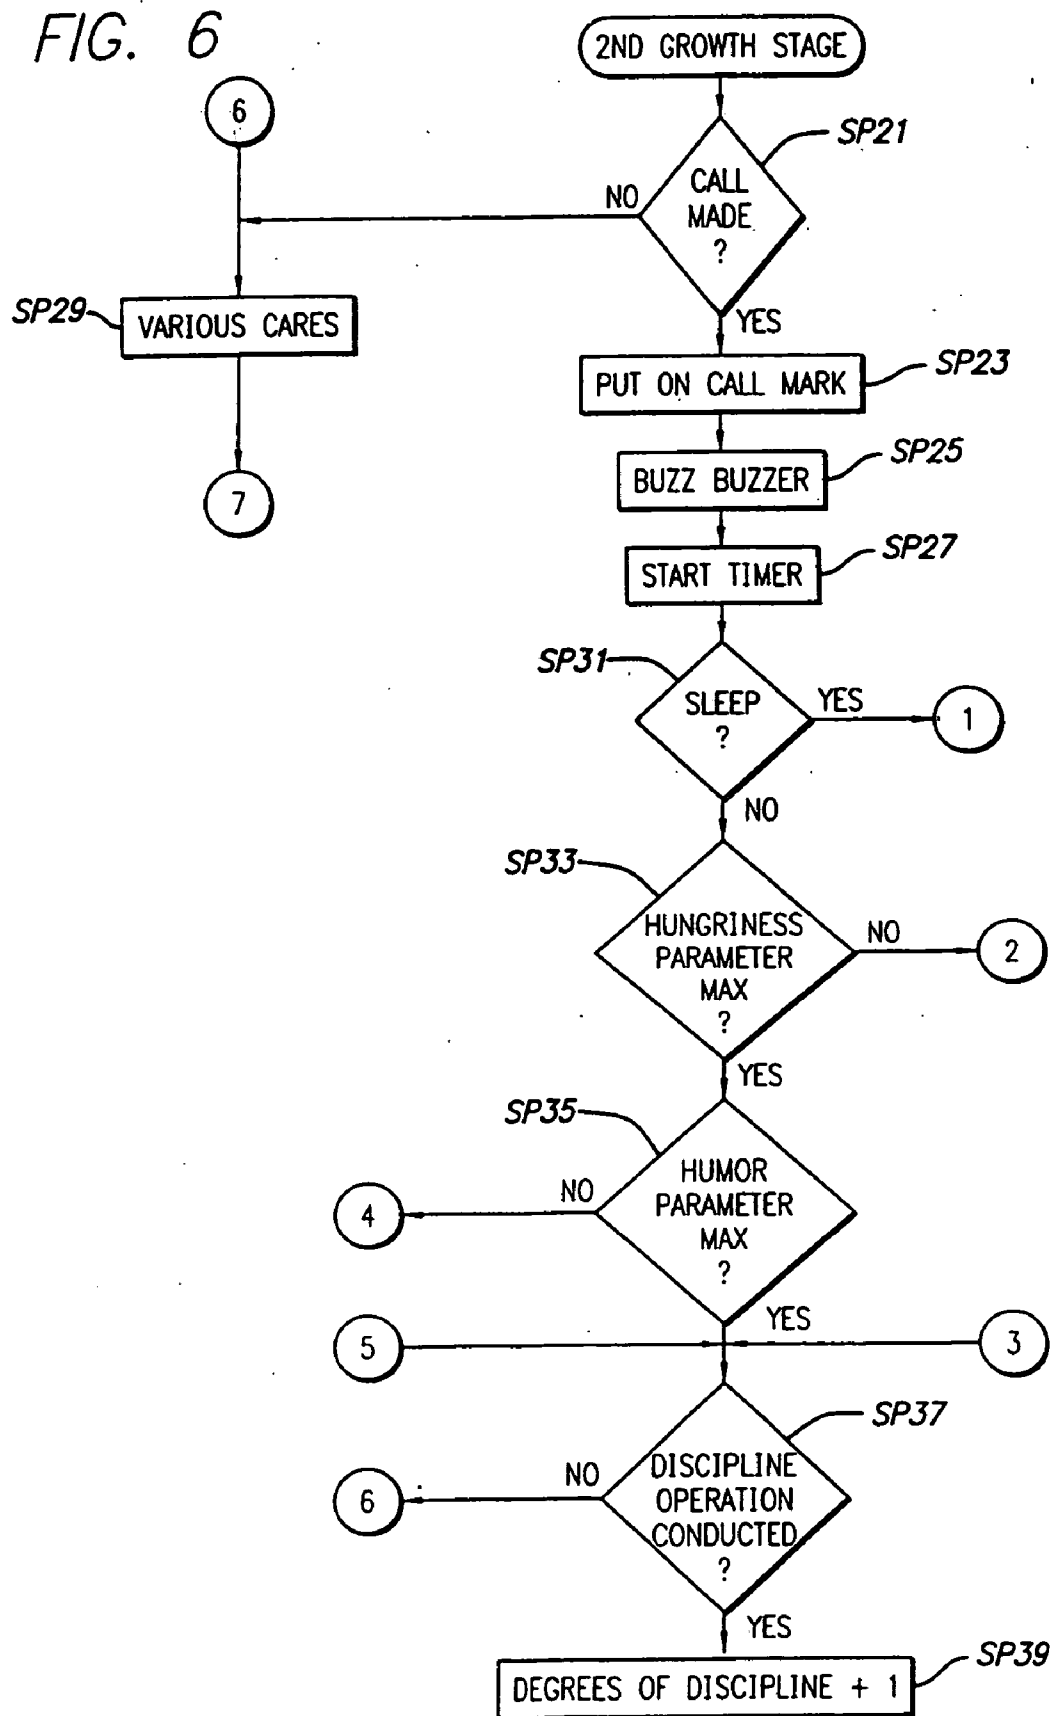 FIG. 6
2ND GROWTH STAGE
6
SP21
CALL
MADE
?
NO
YES
SP29
VARIOUS CARES
PUT ON CALL MARK
SP23
7
BUZZ BUZZER
SP25
START TIMER
SP27
SP31
SLEEP
?
YES
1
NO
SP33
HUNGRINESS
PARAMETER
MAX
?
NO
2
YES
SP35
HUMOR
PARAMETER
MAX
?
NO
4
YES
5
3
SP37
DISCIPLINE
OPERATION
CONDUCTED
?
NO
6
YES
SP39
DEGREES OF DISCIPLINE + 1